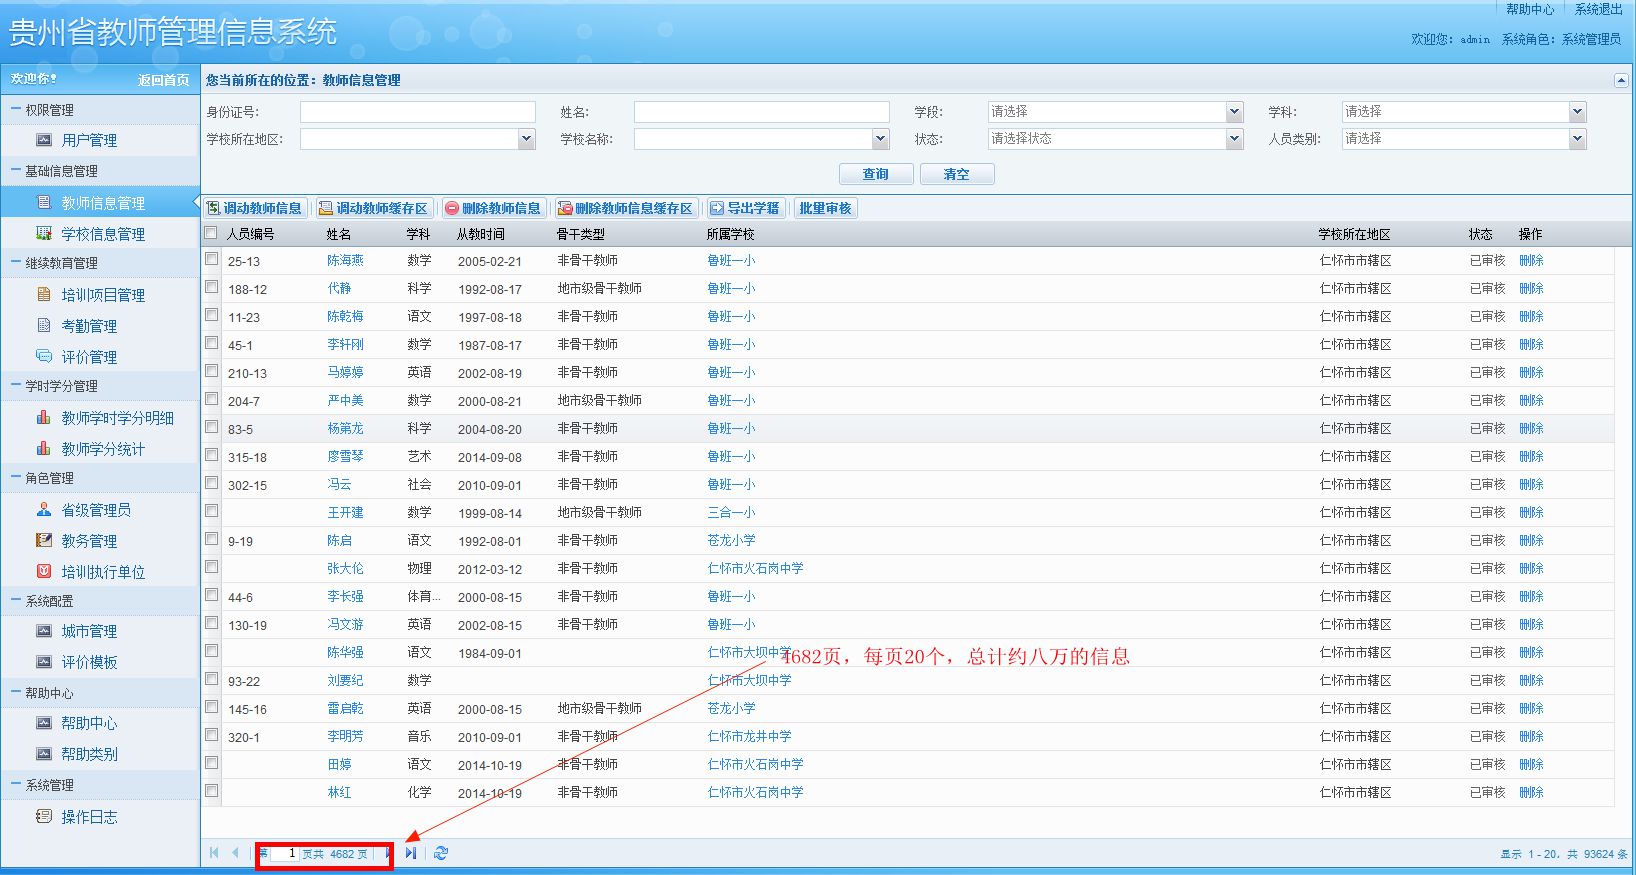 帮助中心 系统退出
贵州省教师管理信息系统
欢迎您: admin 系统角色: 系统管理员
欢迎你! 返回首页
您当前所在的位置: 教师信息管理
权限管理
用户管理
基础信息管理
教师信息管理
学校信息管理
继续教育管理
培训项目管理
考勤管理
评价管理
学时学分管理
教师学时学分明细
教师学分统计
角色管理
省级管理员
教务管理
培训执行单位
系统配置
城市管理
评价模板
帮助中心
帮助中心
帮助类别
系统管理
操作日志
身份证号: 姓名: 学段: 请选择 学科: 请选择
学校所在地区: 学校名称: 状态: 请选择状态 人员类别: 请选择
查询 清空
调动教师信息 调动教师缓存区 删除教师信息 删除教师信息缓存区 导出学籍 批量审核
人员编号 姓名 学科 从教时间 骨干类型 所属学校 学校所在地区 状态 操作
25-13 陈海燕 数学 2005-02-21 非骨干教师 鲁班一小 仁怀市市辖区 已审核 删除
188-12 代静 科学 1992-08-17 地市级骨干教师 鲁班一小 仁怀市市辖区 已审核 删除
11-23 陈乾梅 语文 1997-08-18 非骨干教师 鲁班一小 仁怀市市辖区 已审核 删除
45-1 李轩刚 数学 1987-08-17 非骨干教师 鲁班一小 仁怀市市辖区 已审核 删除
210-13 马婷婷 英语 2002-08-19 非骨干教师 鲁班一小 仁怀市市辖区 已审核 删除
204-7 严中美 数学 2000-08-21 地市级骨干教师 鲁班一小 仁怀市市辖区 已审核 删除
83-5 杨第龙 科学 2004-08-20 非骨干教师 鲁班一小 仁怀市市辖区 已审核 删除
315-18 廖雪琴 艺术 2014-09-08 非骨干教师 鲁班一小 仁怀市市辖区 已审核 删除
302-15 冯云 社会 2010-09-01 非骨干教师 鲁班一小 仁怀市市辖区 已审核 删除
王开建 数学 1999-08-14 地市级骨干教师 三合一小 仁怀市市辖区 已审核 删除
9-19 陈启 语文 1992-08-01 非骨干教师 苍龙小学 仁怀市市辖区 已审核 删除
张大伦 物理 2012-03-12 非骨干教师 仁怀市火石岗中学 仁怀市市辖区 已审核 删除
44-6 李长强 体育... 2000-08-15 非骨干教师 鲁班一小 仁怀市市辖区 已审核 删除
130-19 冯文游 英语 2002-08-15 非骨干教师 鲁班一小 仁怀市市辖区 已审核 删除
陈华强 语文 1984-09-01 仁怀市大坝中学 仁怀市市辖区 已审核 删除
4682页，每页20个，总计约八万的信息
93-22 刘要纪 数学 仁怀市大坝中学 仁怀市市辖区 已审核 删除
145-16 雷启乾 英语 2000-08-15 地市级骨干教师 苍龙小学 仁怀市市辖区 已审核 删除
320-1 李明芳 音乐 2010-09-01 非骨干教师 仁怀市龙井中学 仁怀市市辖区 已审核 删除
田婷 语文 2014-10-19 非骨干教师 仁怀市火石岗中学 仁怀市市辖区 已审核 删除
林红 化学 2014-10-19 非骨干教师 仁怀市火石岗中学 仁怀市市辖区 已审核 删除
第 1 页共 4682 页
显示 1 - 20，共 93624 条